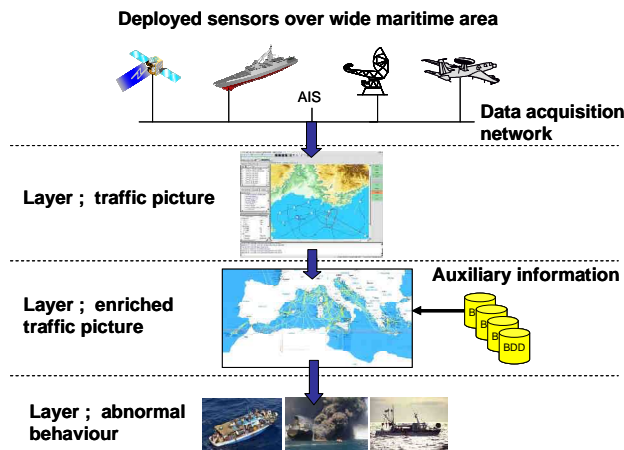 Deployed sensors over wide maritime area
AIS
Data acquisition
network
Layer ; traffic picture
Auxiliary information
Layer ; enriched
traffic picture
BDD
Layer ; abnormal
behaviour